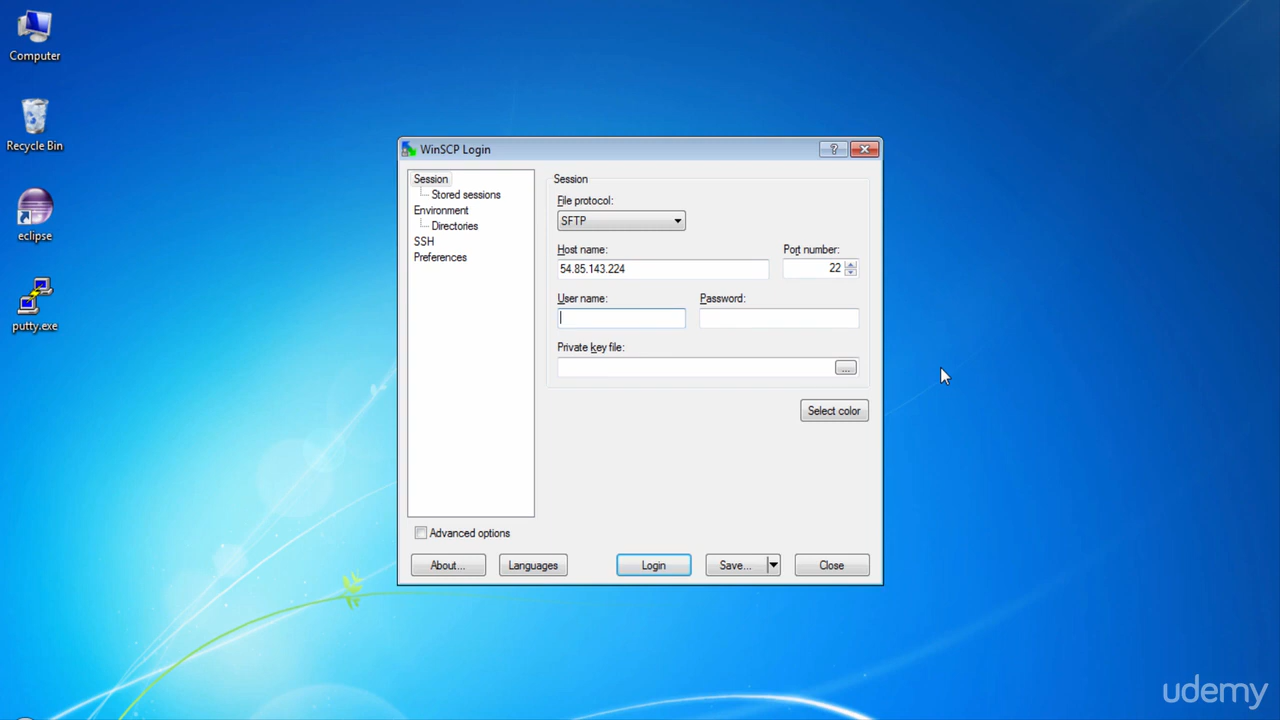 Computer
Recycle Bin
eclipse
putty.exe
WinSCP Login
?
Session
Stored sessions
Environment
Directories
SSH
Preferences
Session
File protocol:
SFTP
Host name:
Port number:
54.85.143.224
22
User name:
Password:
Private key file:
...
Select color
Advanced options
About...
Languages
Login
Save...
Close
udemy